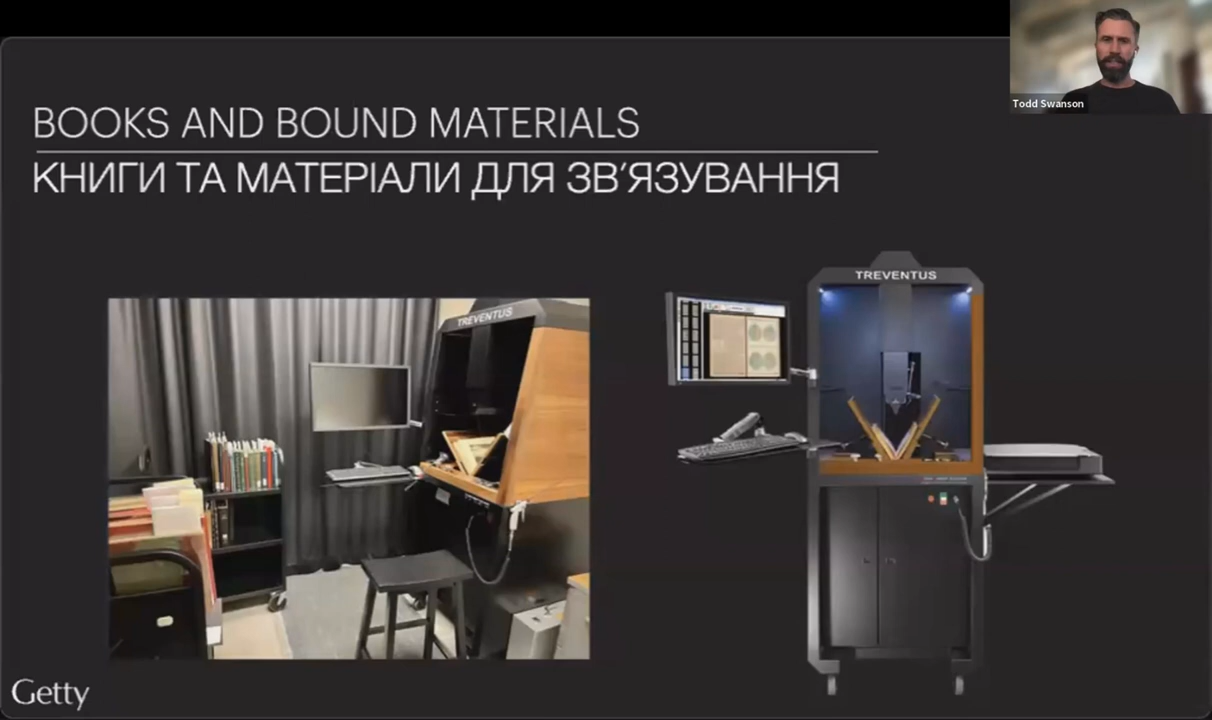 Todd Swanson
BOOKS AND BOUND MATERIALS
КНИГИ ТА МАТЕРІАЛИ ДЛЯ ЗВ’ЯЗУВАННЯ
TREVENTUS
TREVENTUS
Getty